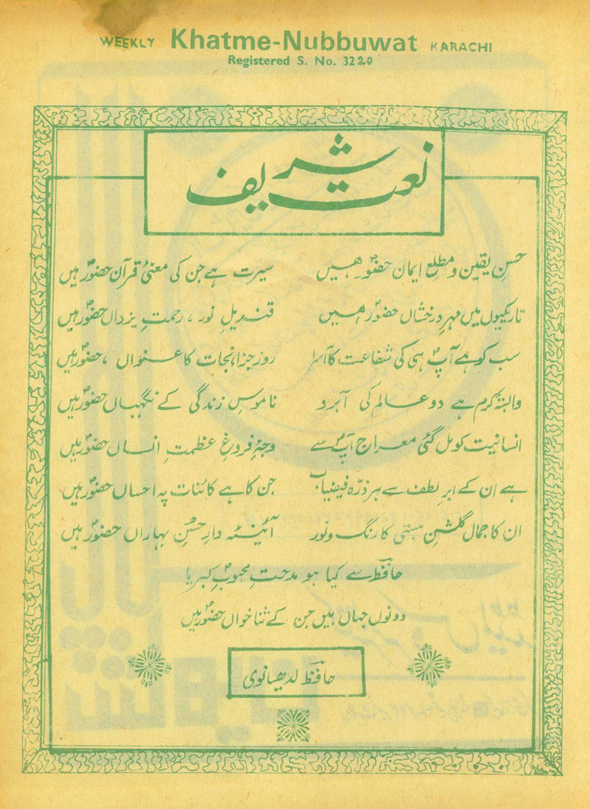 WEEKLY Khatme-Nubbuwat KARACHI
Registered S. No. 3220
نعت شریف
حسنِ یقین و مطلعِ ایماں حضورؐ ہیں سیرت ہے جن کی معنیٔ قرآن حضورؐ ہیں
تاریکیوں میں مہرِ درخشاں حضورؐ ہیں قندیلِ نور، رحمتِ یزداں حضورؐ ہیں
سب کو ہے آپؐ ہی کی شفاعت کا آسرا روزِ جزا نجات کا عنواں، حضورؐ ہیں
وابستۂ کرم ہے دو عالم کی آبرو ناموسِ زندگی کے نگہباں حضورؐ ہیں
انسانیت کو مل گئی معراج آپؐ سے وجہِ فروغِ عظمتِ انساں حضورؐ ہیں
ہے ان کے ابرِ لطف سے ہر ذرّہ فیضیاب جن کا ہے کائنات پہ احساں حضورؐ ہیں
ان کا جمال گلشنِ ہستی کا رنگ و نور آئینہ دارِ حسنِ بہاراں حضورؐ ہیں
حافظؔ سے کیا ہو مدحتِ محبوبِؐ کبریا
دونوں جہاں ہیں جن کے ثنا خواں حضورؐ ہیں
حافظؔ لدھیانوی